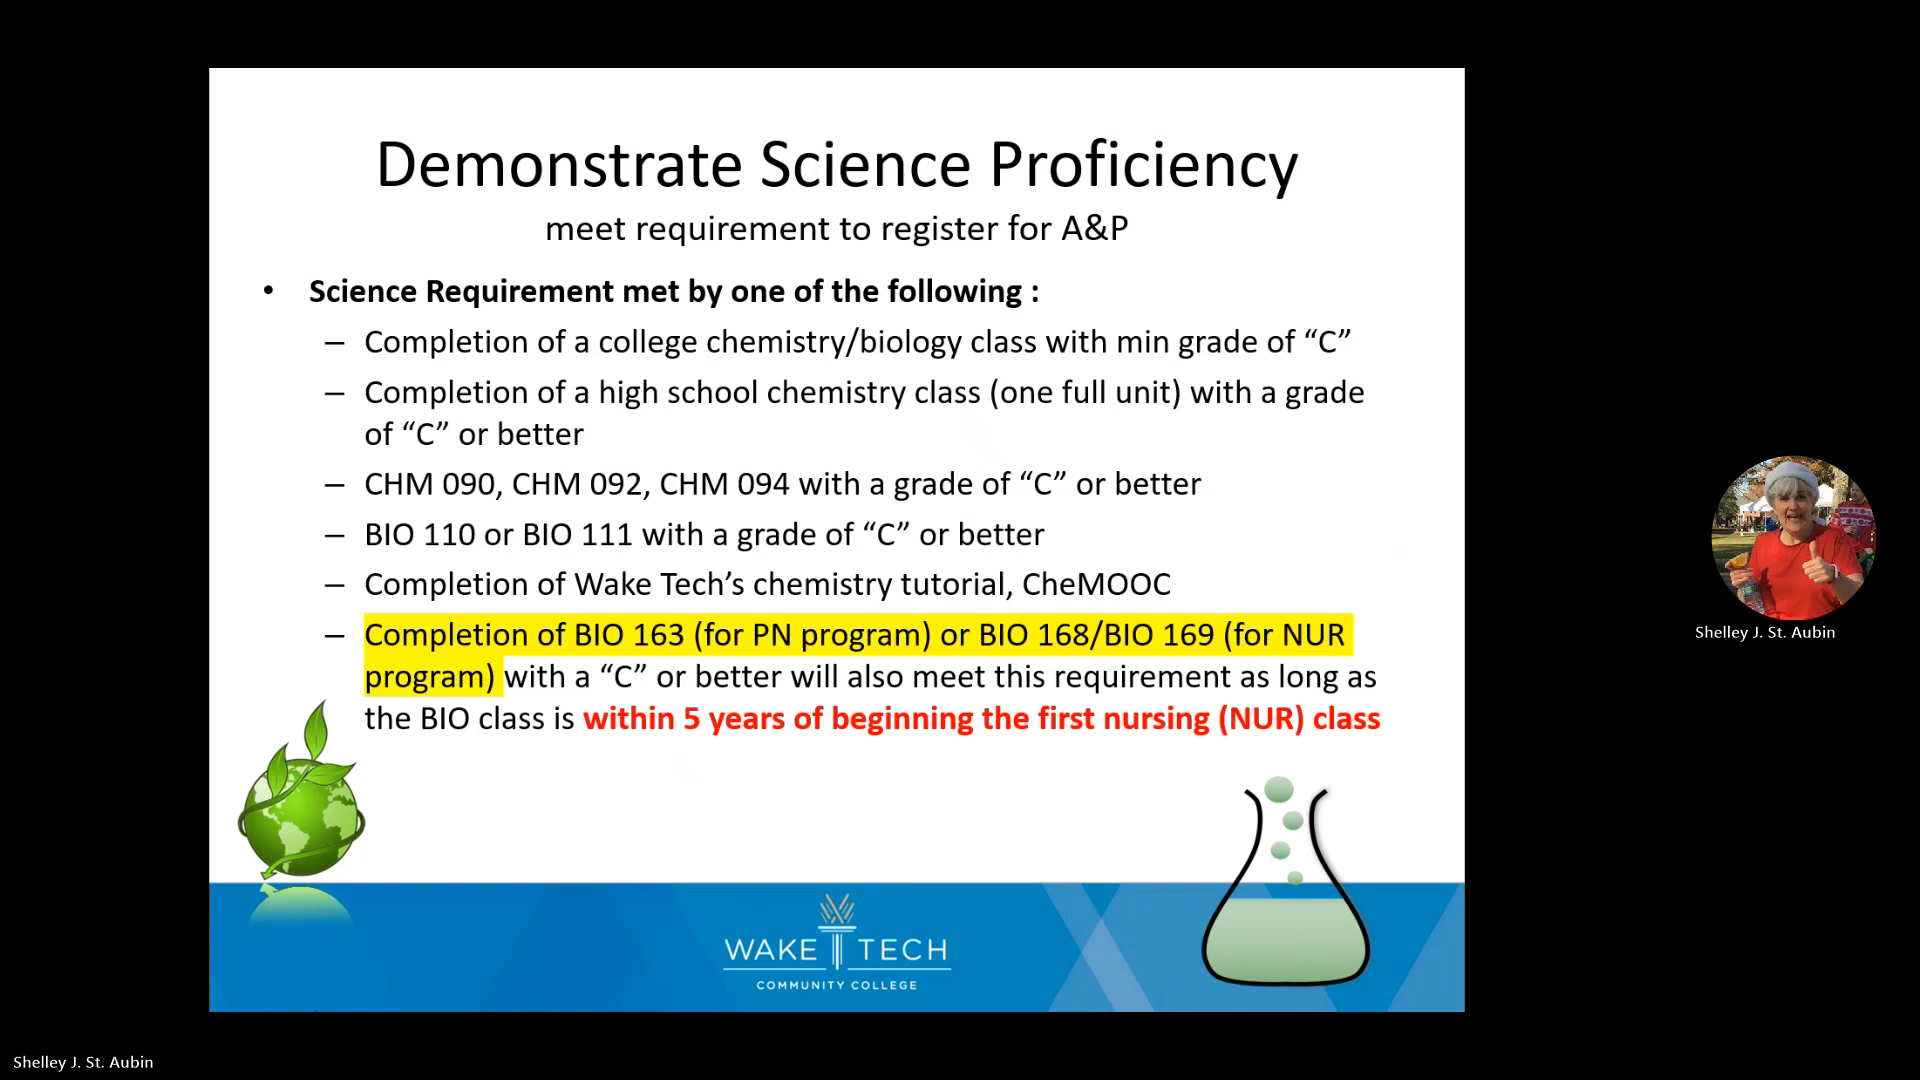 Demonstrate Science Proficiency
meet requirement to register for A&P
• Science Requirement met by one of the following :
– Completion of a college chemistry/biology class with min grade of “C”
– Completion of a high school chemistry class (one full unit) with a grade
of “C” or better
– CHM 090, CHM 092, CHM 094 with a grade of “C” or better
– BIO 110 or BIO 111 with a grade of “C” or better
– Completion of Wake Tech’s chemistry tutorial, CheMOOC
– Completion of BIO 163 (for PN program) or BIO 168/BIO 169 (for NUR
program) with a “C” or better will also meet this requirement as long as
the BIO class is within 5 years of beginning the first nursing (NUR) class
WAKE TECH
COMMUNITY COLLEGE
Shelley J. St. Aubin
Shelley J. St. Aubin